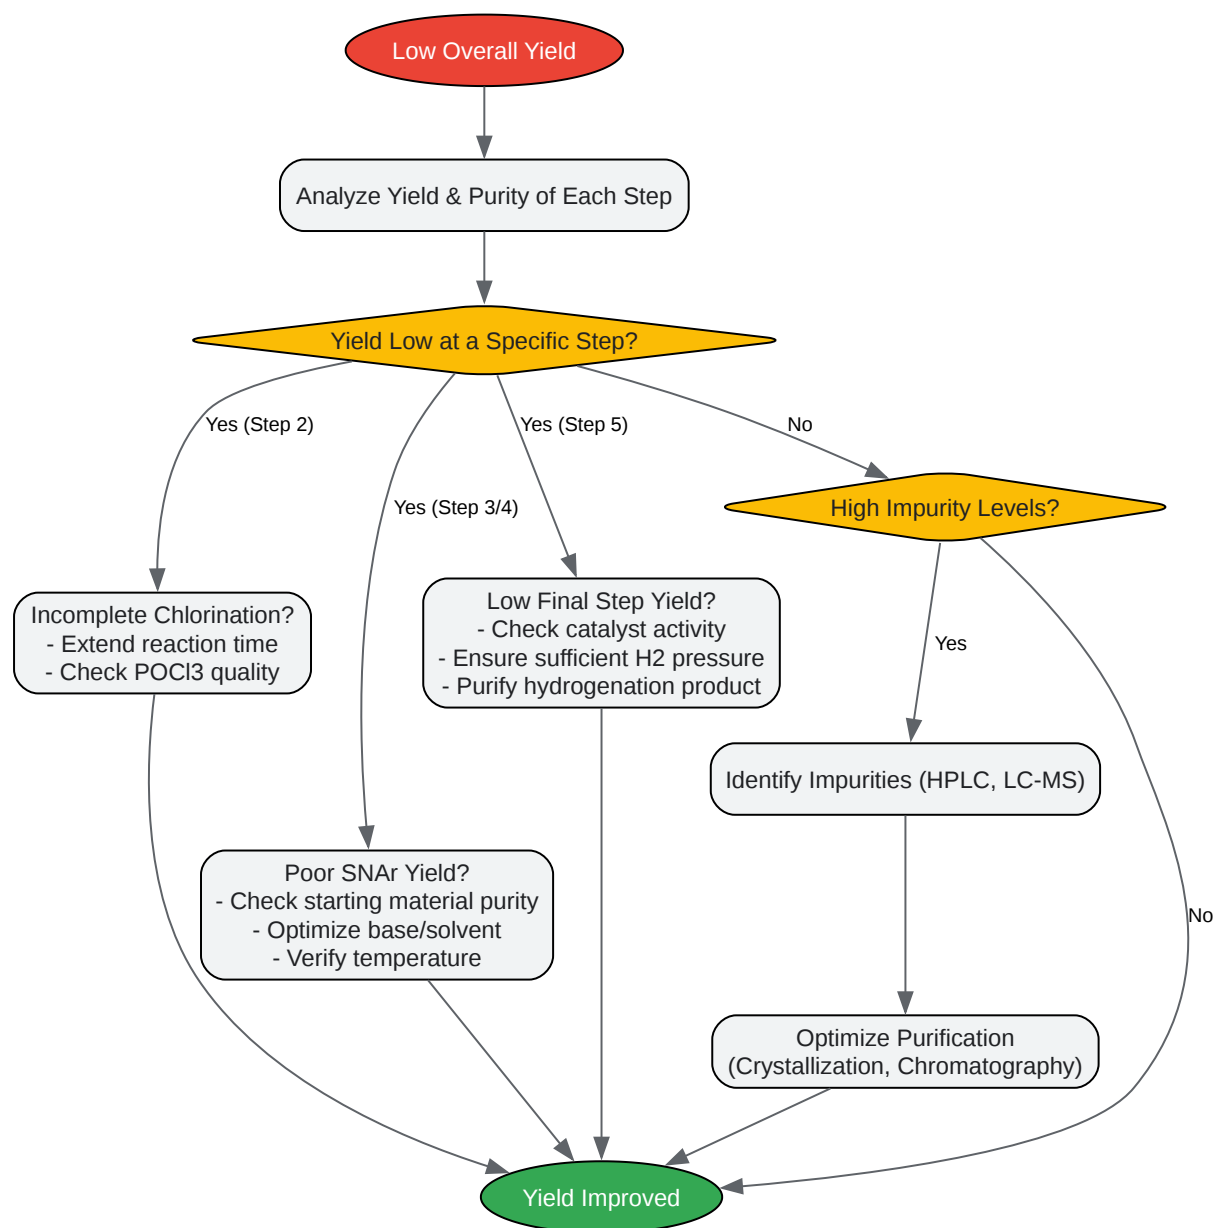 Low Overall Yield
Analyze Yield & Purity of Each Step
Yield Low at a Specific Step?
Yes (Step 2)
Yes (Step 5)
No
Yes (Step 3/4)
High Impurity Levels?
Incomplete Chlorination?
- Extend reaction time
- Check POCl3 quality
Low Final Step Yield?
- Check catalyst activity
- Ensure sufficient H2 pressure
- Purify hydrogenation product
Yes
Identify Impurities (HPLC, LC-MS)
Poor SNAr Yield?
- Check starting material purity
- Optimize base/solvent
- Verify temperature
No
Optimize Purification
(Crystallization, Chromatography)
Yield Improved